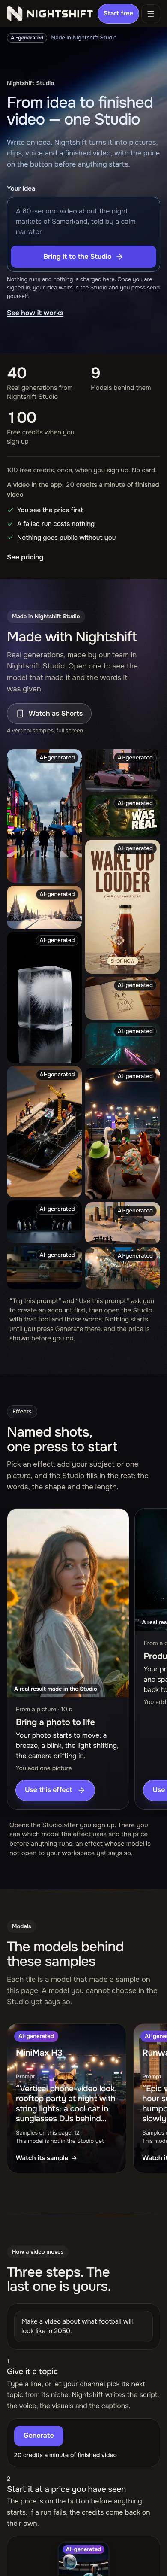 NIGHTSHIFT
Start free
AI-generated
Made in Nightshift Studio
Nightshift Studio
From idea to finished
video — one Studio
Write an idea. Nightshift turns it into pictures,
clips, voice and a finished video, with the price
on the button before anything starts.
Your idea
A 60-second video about the night
markets of Samarkand, told by a calm
narrator
Bring it to the Studio
Nothing runs and nothing is charged here. Once you are
signed in, your idea waits in the Studio and you press send
yourself.
See how it works
40
Real generations from
Nightshift Studio
9
Models behind them
100
Free credits when you
sign up
100 free credits, once, when you sign up. No card.
A video in the app: 20 credits a minute of finished
video
You see the price first
A failed run costs nothing
Nothing goes public without you
See pricing
Made in Nightshift Studio
Made with Nightshift
Real generations, made by our team in
Nightshift Studio. Open one to see the
model that made it and the words it
was given.
Watch as Shorts
4 vertical samples, full screen
AI-generated
AI-generated
AI-generated
WAS
REAL
AI-generated
WAKE UP
LOUDER
SHOP NOW
AI-generated
AI-generated
AI-generated
AI-generated
AI-generated
AI-generated
AI-generated
AI-generated
AI-generated
AI-generated
“Try this prompt” and “Use this prompt” ask you
to create an account first, then open the Studio
with that tool and those words. Nothing starts
until you press Generate there, and the price is
shown before you do.
Effects
Named shots,
one press to start
Pick an effect, add your subject or one
picture, and the Studio fills in the rest: the
words, the shape and the length.
A real result made in the Studio
From a picture · 10 s
Bring a photo to life
Your photo starts to move: a
breeze, a blink, the light shifting,
the camera drifting in.
You add one picture
Use this effect
A real res
From a p
Produ
Your pr
and spa
back to
You add
Use
Opens the Studio after you sign up. There you
see which model the effect uses and the price
before anything runs; an effect whose model is
not open to your workspace yet says so.
Models
The models behind
these samples
Each tile is a model that made a sample on
this page. A model you cannot choose in the
Studio yet says so.
AI-generated
MiniMax H3
Prompt
“Vertical phone-video look,
rooftop party at night with
string lights: a cool cat in
sunglasses DJs behind…
Samples on this page: 12
This model is not in the Studio yet
Watch its sample
AI-gener
Runwa
Prompt
“Epic w
hour se
humpb
slowly
Samples o
This mode
Watch it
How a video moves
Three steps. The
last one is yours.
Make a video about what football will
look like in 2050.
1
Give it a topic
Type a line, or let your channel pick its next
topic from its niche. Nightshift writes the script,
the voice, the visuals and the captions.
Generate
20 credits a minute of finished video
2
Start it at a price you have seen
The price is on the button before anything
starts. If a run fails, the credits come back on
their own.
AI-generated